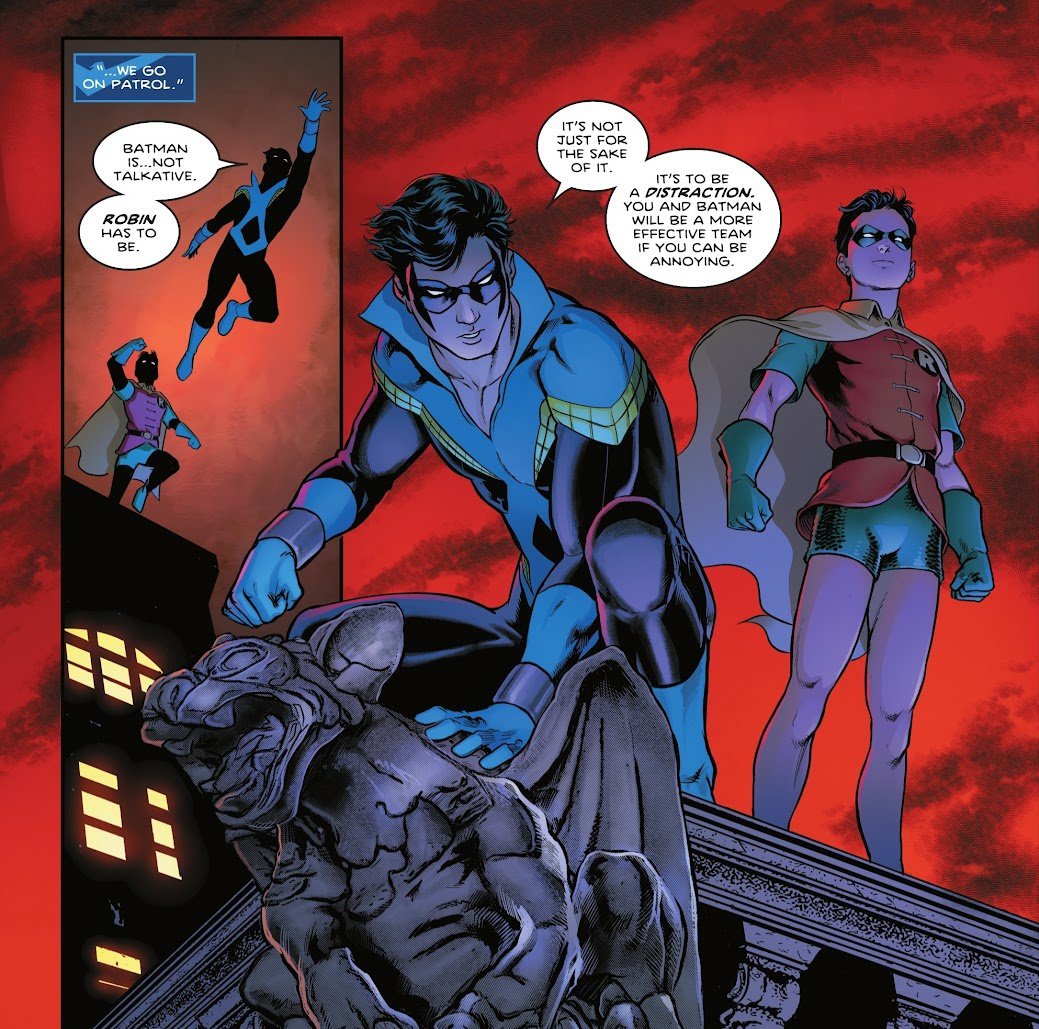 "...WE GO
ON PATROL."
BATMAN
IS...NOT
TALKATIVE.
ROBIN
HAS TO
BE.
IT'S NOT
JUST FOR
THE SAKE
OF IT.
IT'S TO BE
A DISTRACTION.
YOU AND BATMAN
WILL BE A MORE
EFFECTIVE TEAM
IF YOU CAN BE
ANNOYING.
R